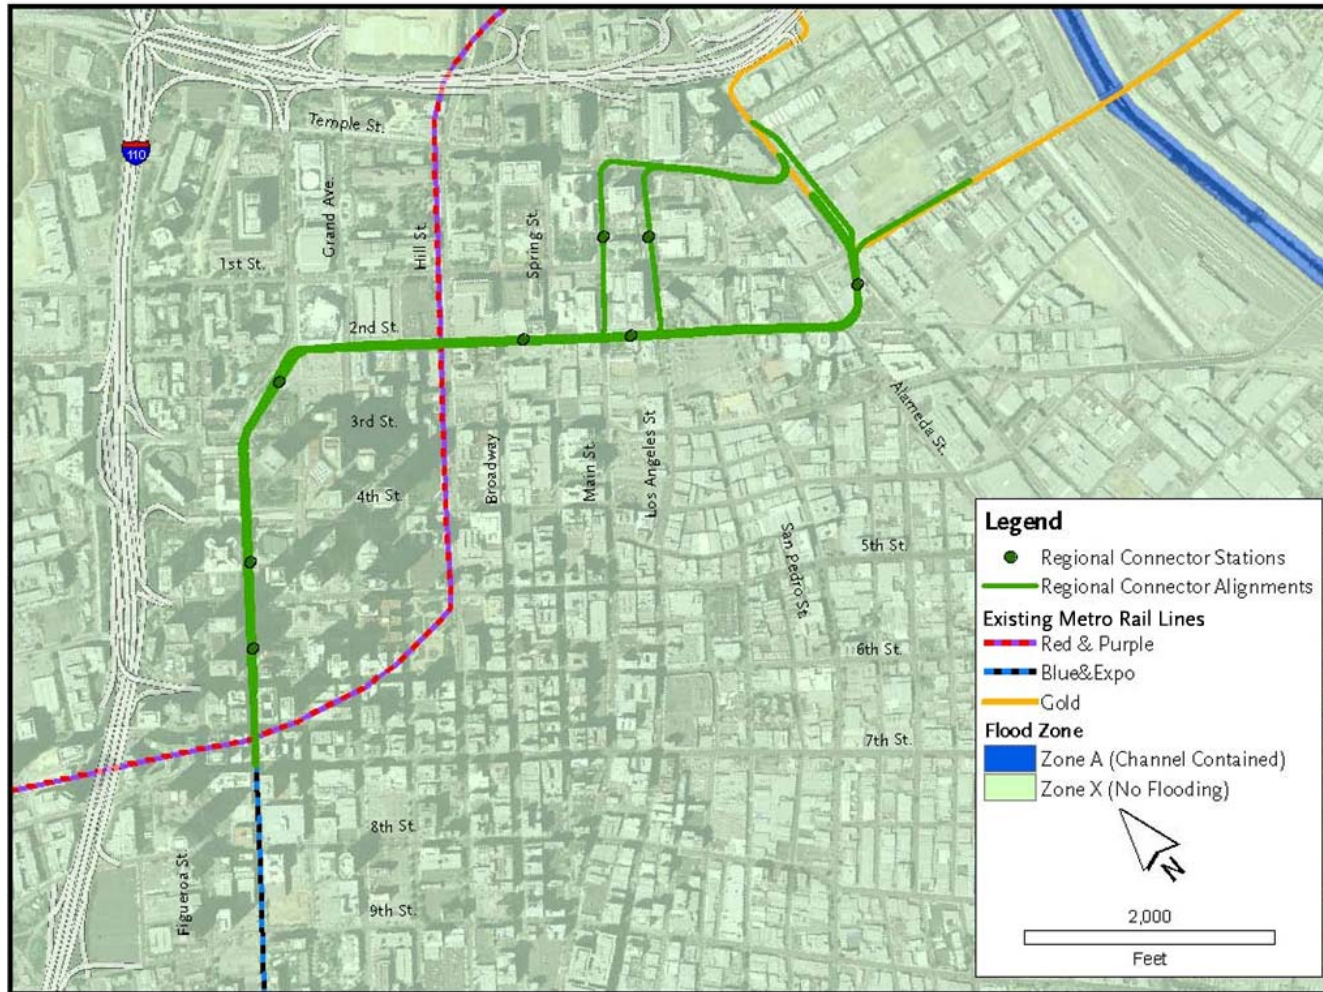 Temple St.
110
Grand Ave.
Hill St.
Spring St.
1st St.
2nd St.
3rd St.
Alameda St.
Broadway
Main St.
Los Angeles St
4th St.
San Pedro St.
5th St.
6th St.
7th St.
8th St.
Figueroa St.
9th St.
Legend
Regional Connector Stations
Regional Connector Alignments
Existing Metro Rail Lines
Red & Purple
Blue&Expo
Gold
Flood Zone
Zone A (Channel Contained)
Zone X (No Flooding)
N
2,000
Feet